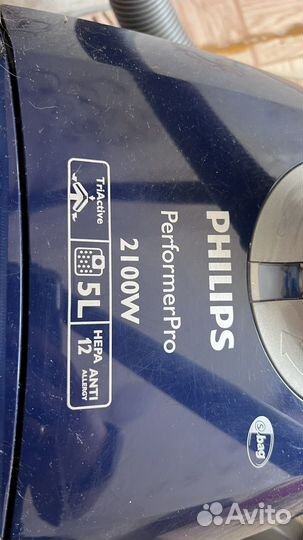 PHILIPS
PerformerPro
2100W
TriActive
5L
HEPA
12
ANTI
ALLERGY
s-bag
Avito